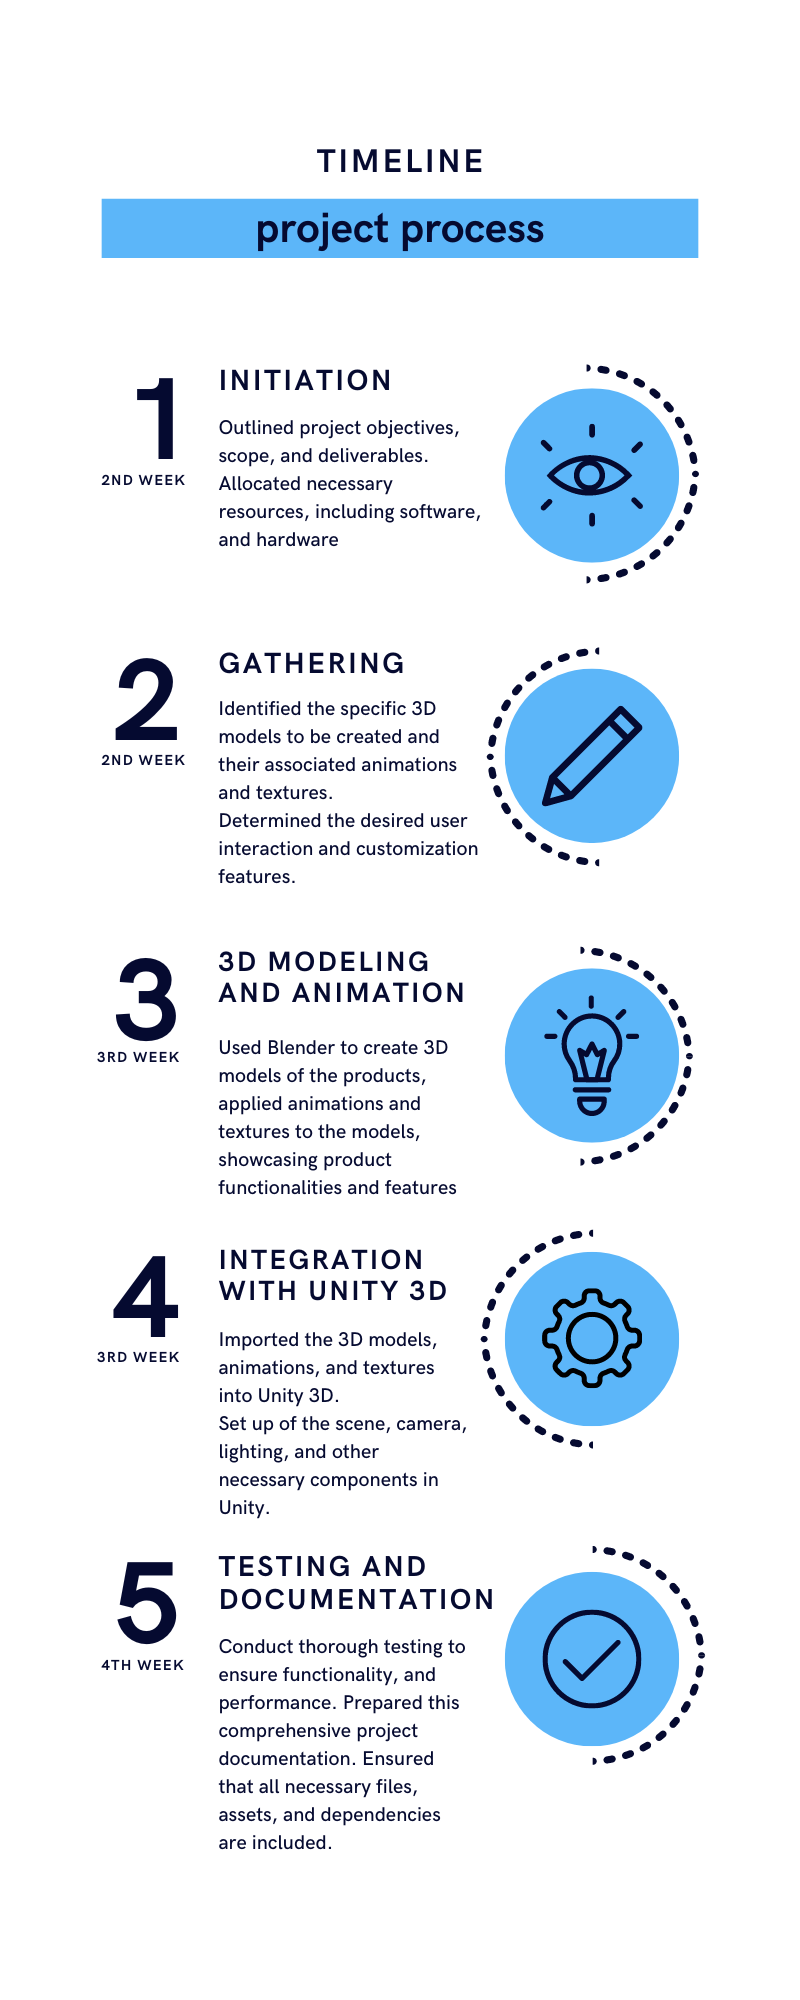 TIMELINE
project process
1
2ND WEEK
INITIATION
Outlined project objectives,
scope, and deliverables.
Allocated necessary
resources, including software,
and hardware
2
2ND WEEK
GATHERING
Identified the specific 3D
models to be created and
their associated animations
and textures.
Determined the desired user
interaction and customization
features.
3
3RD WEEK
3D MODELING
AND ANIMATION
Used Blender to create 3D
models of the products,
applied animations and
textures to the models,
showcasing product
functionalities and features
4
3RD WEEK
INTEGRATION
WITH UNITY 3D
Imported the 3D models,
animations, and textures
into Unity 3D.
Set up of the scene, camera,
lighting, and other
necessary components in
Unity.
5
4TH WEEK
TESTING AND
DOCUMENTATION
Conduct thorough testing to
ensure functionality, and
performance. Prepared this
comprehensive project
documentation. Ensured
that all necessary files,
assets, and dependencies
are included.